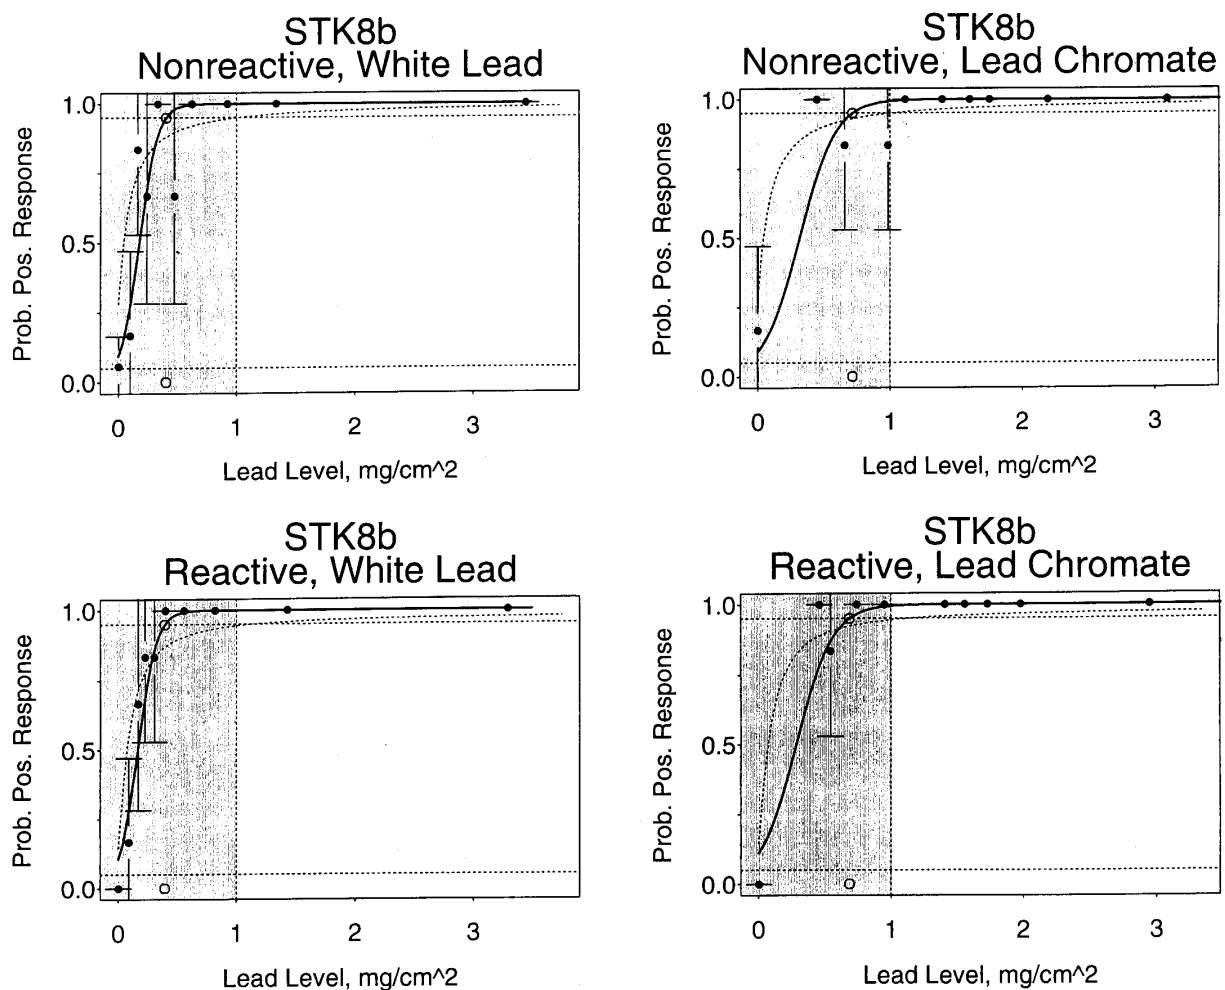 STK8b
Nonreactive, White Lead
Prob. Pos. Response
1.0
0.5
0.0
0 1 2 3
Lead Level, mg/cm^2
STK8b
Nonreactive, Lead Chromate
Prob. Pos. Response
1.0
0.5
0.0
0 1 2 3
Lead Level, mg/cm^2
STK8b
Reactive, White Lead
Prob. Pos. Response
1.0
0.5
0.0
0 1 2 3
Lead Level, mg/cm^2
STK8b
Reactive, Lead Chromate
Prob. Pos. Response
1.0
0.5
0.0
0 1 2 3
Lead Level, mg/cm^2